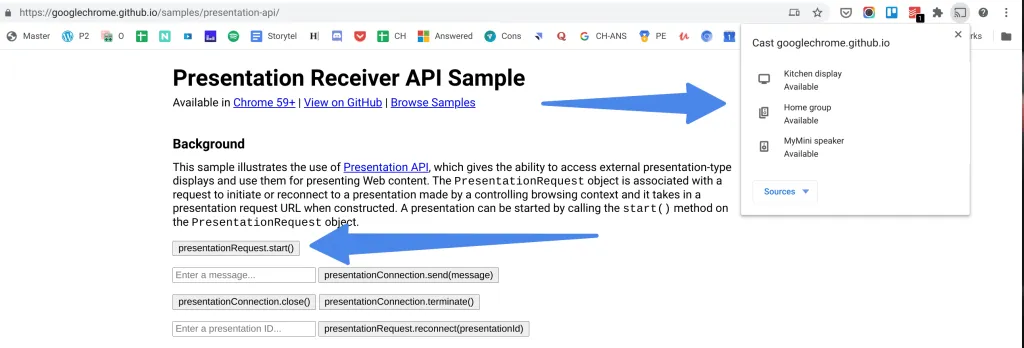 https://googlechrome.github.io/samples/presentation-api/
1
Master P2 O Storytel H CH Answered Cons CH-ANS PE
Cast googlechrome.github.io
Kitchen display
Available
Home group
Available
MyMini speaker
Available
Sources
Presentation Receiver API Sample
Available in Chrome 59+ | View on GitHub | Browse Samples
Background
This sample illustrates the use of Presentation API, which gives the ability to access external presentation-type
displays and use them for presenting Web content. The PresentationRequest object is associated with a
request to initiate or reconnect to a presentation made by a controlling browsing context and it takes in a
presentation request URL when constructed. A presentation can be started by calling the start() method on
the PresentationRequest object.
presentationRequest.start()
Enter a message... presentationConnection.send(message)
presentationConnection.close() presentationConnection.terminate()
Enter a presentation ID... presentationRequest.reconnect(presentationId)